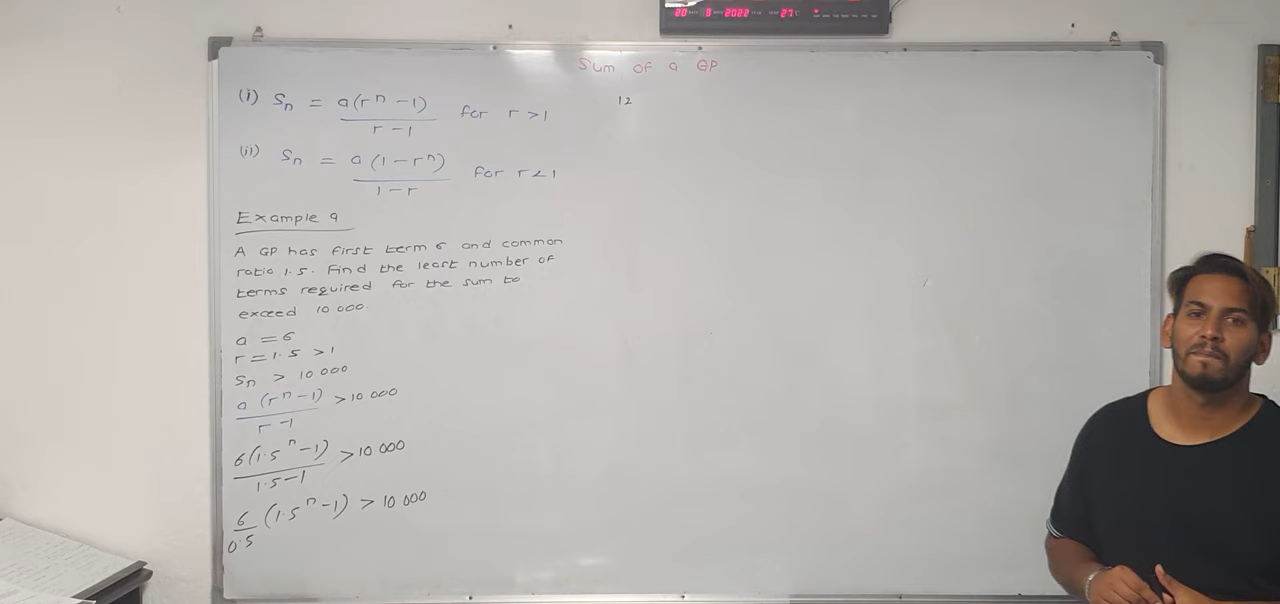 20 0 2022 27°C
Sum of a GP
(i) Sn = a(r^n - 1) / r - 1 for r > 1
12
(ii) Sn = a(1 - r^n) / 1 - r for r < 1
Example 9
A GP has first term 6 and common
ratio 1.5. Find the least number of
terms required for the sum to
exceed 10 000.
a = 6
r = 1.5 > 1
Sn > 10 000
a(r^n - 1) / r - 1 > 10 000
6(1.5^n - 1) / 1.5 - 1 > 10 000
6/0.5 (1.5^n - 1) > 10 000